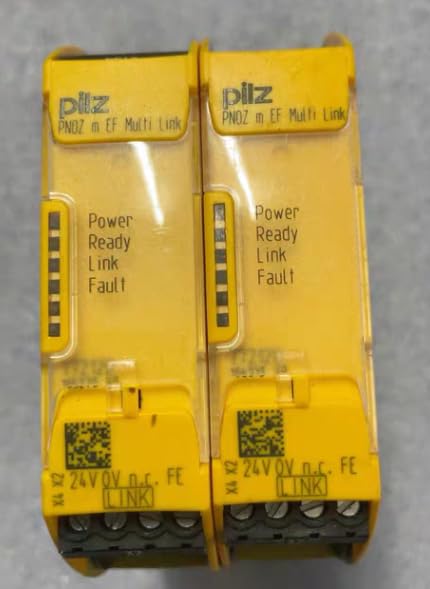 pilz
PNOZ m EF Multi Link
Power
Ready
Link
Fault
X4 X2
24V 0V n.c. FE
LINK
pilz
PNOZ m EF Multi Link
Power
Ready
Link
Fault
X4 X2
24V 0V n.c. FE
LINK